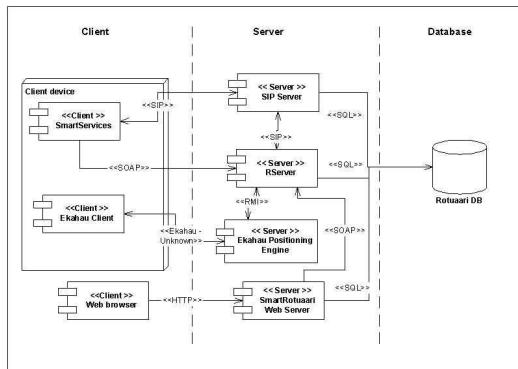 Client
Server
Database
Client device
<<Client >>
SmartServices
<<SIP>>
<< Server >>
SIP Server
<<SQL>>
<<SIP>>
<<SOAP>>
<< Server >>
RServer
<<SQL>>
Rotuaari DB
<<Client >>
Ekahau Client
<<RMI>>
<<Ekahau -
Unknown>>
<< Server >>
Ekahau Positioning
Engine
<<SOAP>>
<<Client >>
Web browser
<<HTTP>>
<<Server >>
SmartRotuaari
Web Server
<<SQL>>